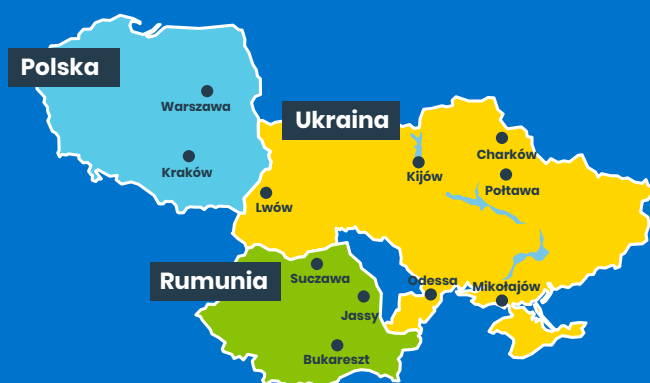 Polska
Warszawa
Kraków
Ukraina
Charków
Kijów
Połtawa
Lwów
Rumunia
Suczawa
Odessa
Mikołajów
Jassy
Bukareszt